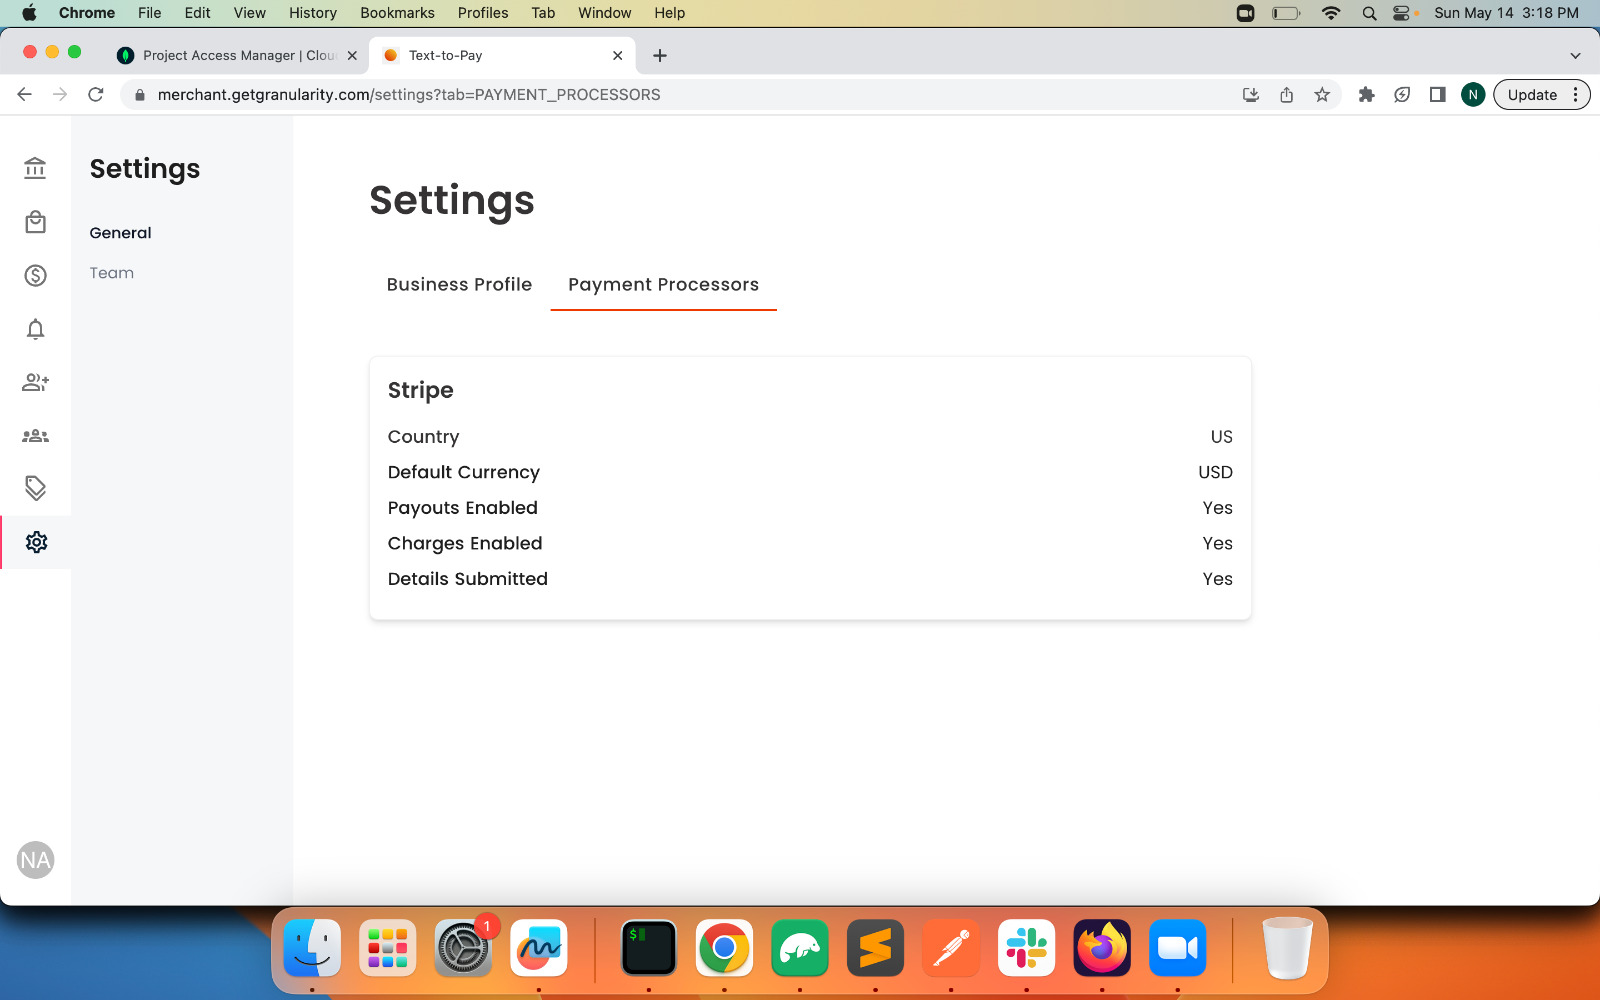 Chrome File Edit View History Bookmarks Profiles Tab Window Help Sun May 14 3:18 PM
Project Access Manager | Clou Text-to-Pay
merchant.getgranularity.com/settings?tab=PAYMENT_PROCESSORS N Update
Settings
General
Team
NA
Settings
Business Profile Payment Processors
Stripe
Country US
Default Currency USD
Payouts Enabled Yes
Charges Enabled Yes
Details Submitted Yes
1
$